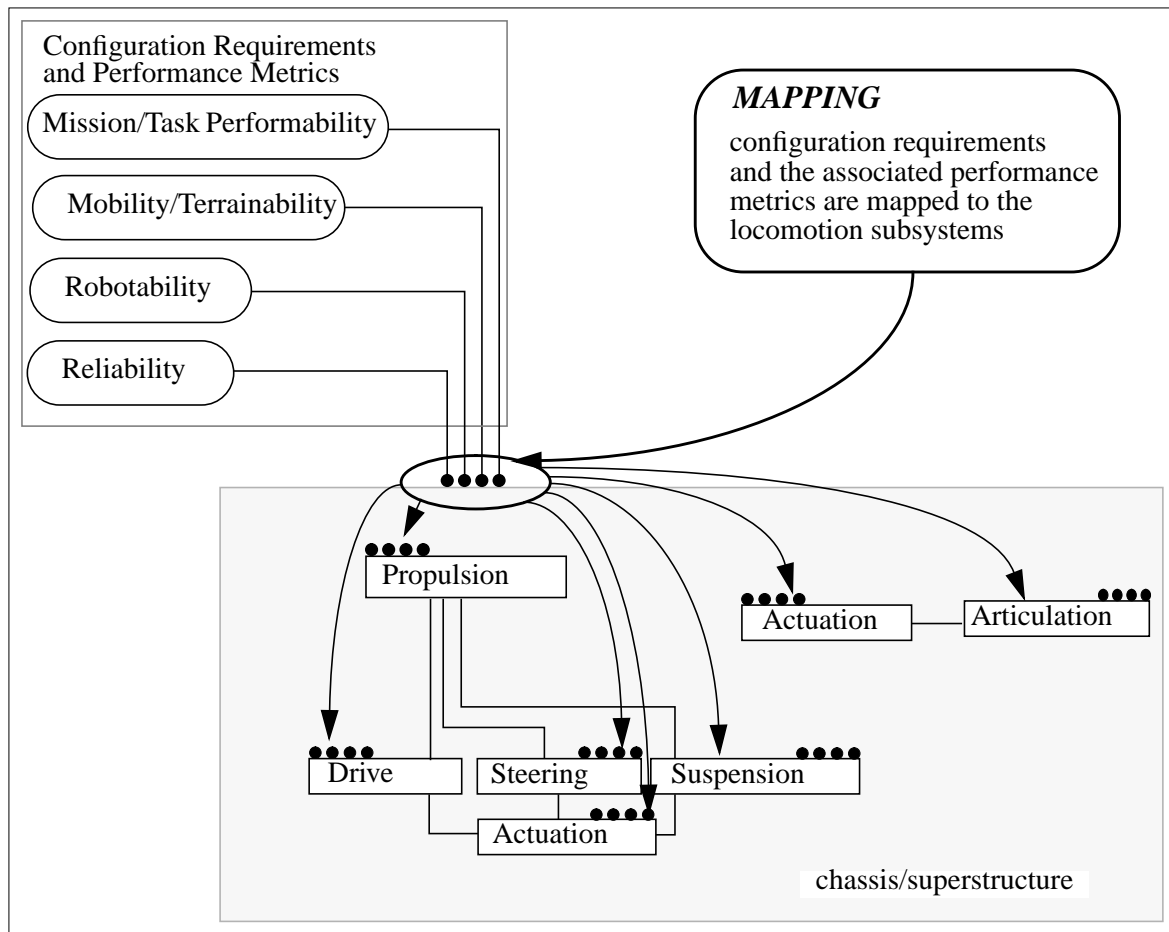 Configuration Requirements
and Performance Metrics
Mission/Task Performability
Mobility/Terrainability
Robotability
Reliability
MAPPING
configuration requirements
and the associated performance
metrics are mapped to the
locomotion subsystems
Propulsion
Actuation
Articulation
Drive
Steering
Suspension
Actuation
chassis/superstructure